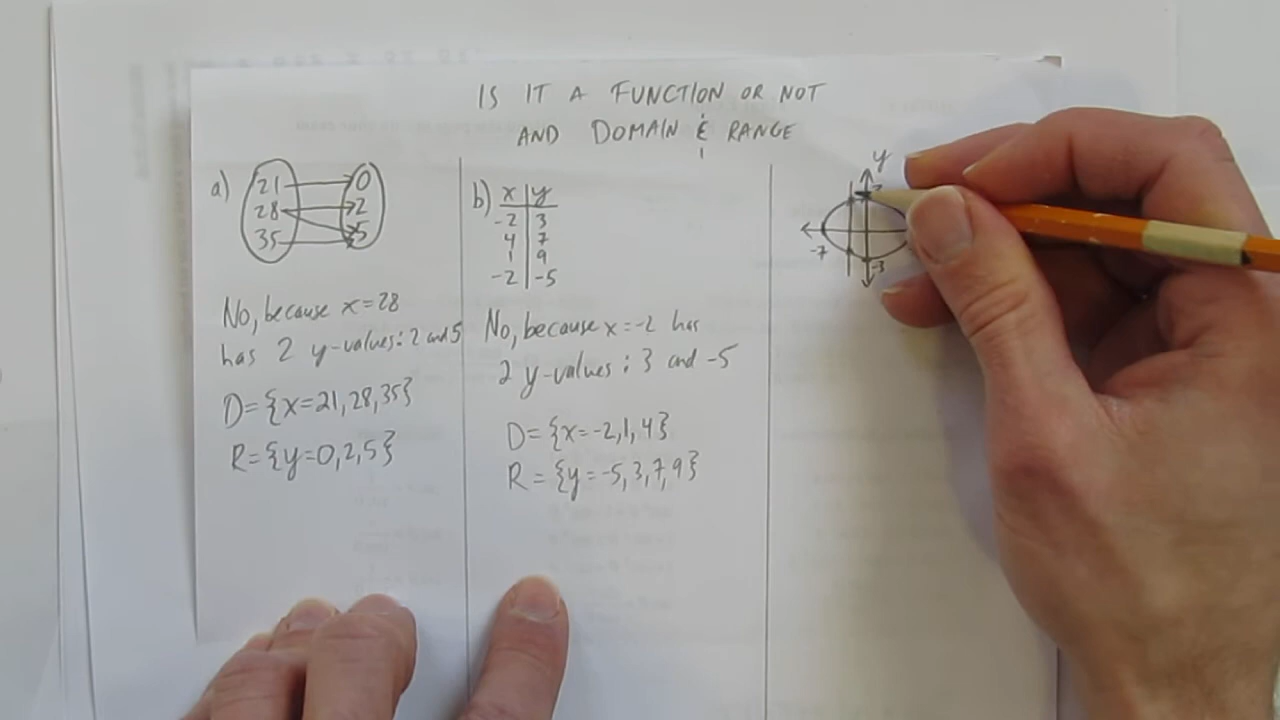 IS IT A FUNCTION OR NOT
AND DOMAIN & RANGE
a)
21 0
28 2
35 5
No, because x=28
has 2 y-values: 2 and 5
D={x=21,28,35}
R={y=0,2,5}
b) x y
-2 3
4 7
1 9
-2 -5
No, because x=-2 has
2 y-values: 3 and -5
D={x=-2,1,4}
R={y=-5,3,7,9}
y
-7
-3